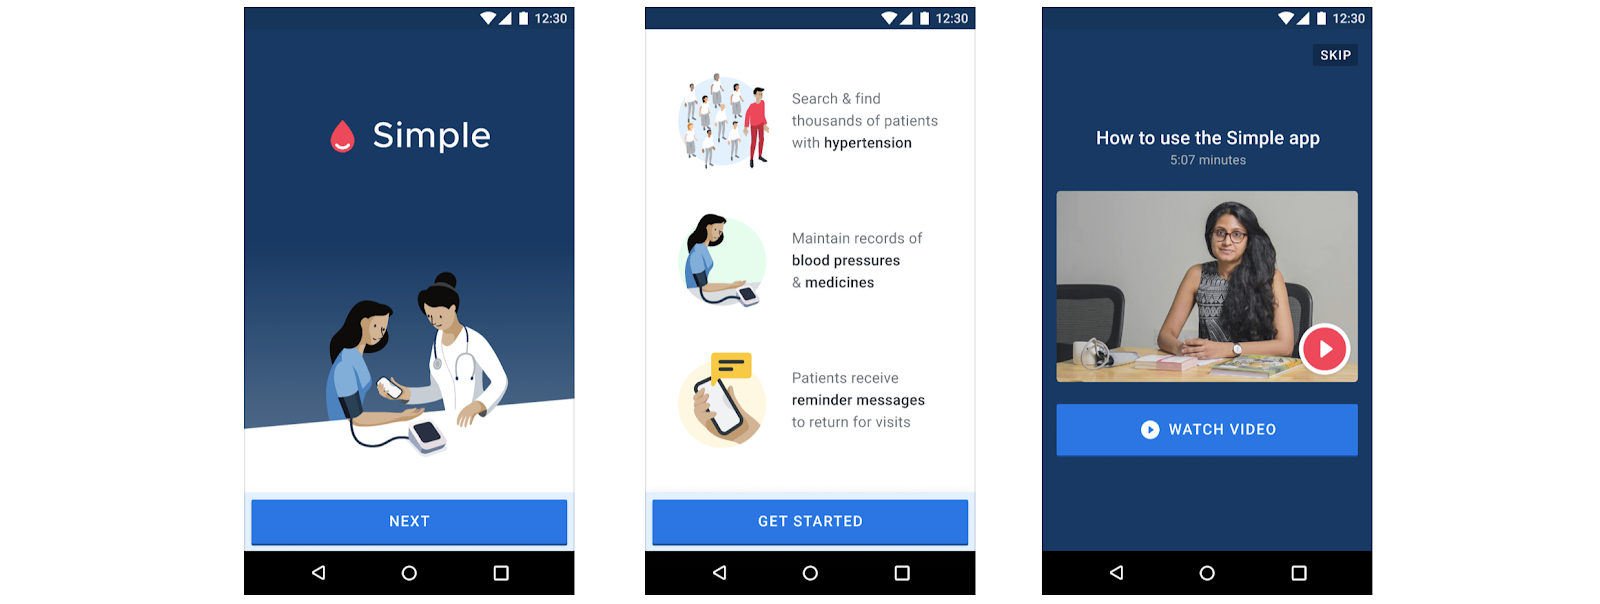 12:30
Simple
NEXT
12:30
Search & find
thousands of patients
with hypertension
Maintain records of
blood pressures
& medicines
Patients receive
reminder messages
to return for visits
GET STARTED
12:30
SKIP
How to use the Simple app
5:07 minutes
WATCH VIDEO